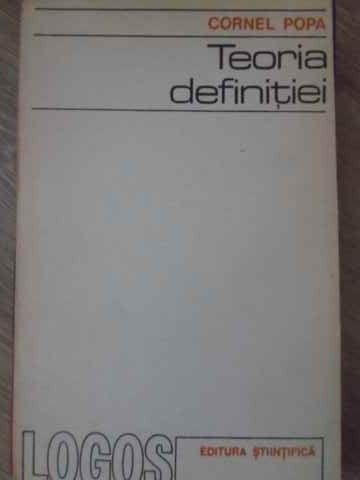 CORNEL POPA
Teoria
definiției
LOGOS
EDITURA ȘTIINȚIFICĂ